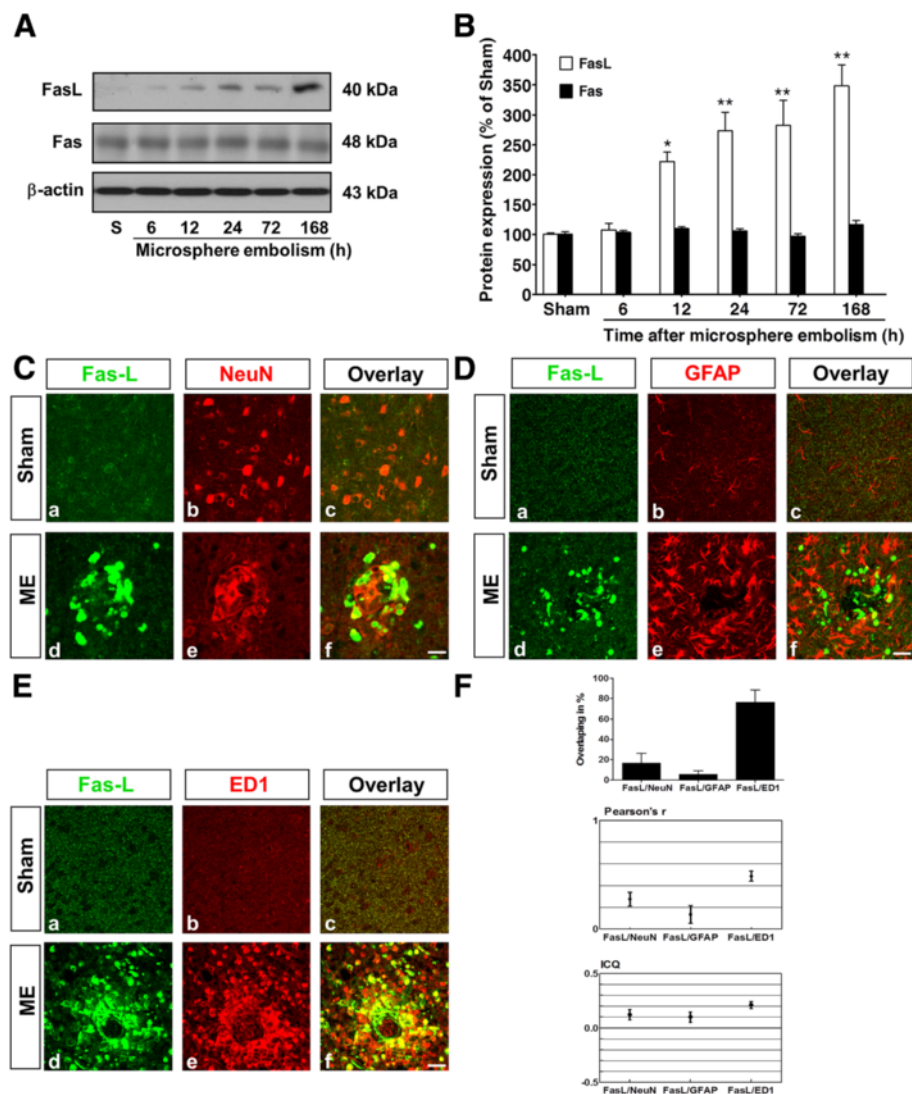 A
FasL
40 kDa
Fas
48 kDa
β-actin
43 kDa
S 6 12 24 72 168
Microsphere embolism (h)
B
Protein expression (% of Sham)
400
350
300
250
200
150
100
50
0
FasL
Fas
*
**
**
**
Sham 6 12 24 72 168
Time after microsphere embolism (h)
C
Fas-L NeuN Overlay
Sham
a b c
ME
d e f
D
Fas-L GFAP Overlay
Sham
a b c
ME
d e f
E
Fas-L ED1 Overlay
Sham
a b c
ME
d e f
F
Overlaping in %
100
80
60
40
20
0
FasL/NeuN FasL/GFAP FasL/ED1
Pearson's r
1
0
FasL/NeuN FasL/GFAP FasL/ED1
ICQ
0.5
0.0
-0.5
FasL/NeuN FasL/GFAP FasL/ED1